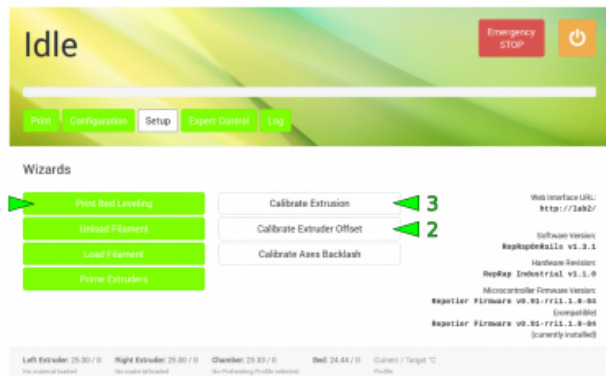 Idle
Emergency
STOP
Print
Configuration
Setup
Expert Control
Log
Wizards
Print Bed Leveling
Calibrate Extrusion
3
Unload Filament
Calibrate Extruder Offset
2
Load Filament
Calibrate Axes Backlash
Prime Extruders
Web Interface URL:
http://lab2/
Software Version:
RepRapOnRails v1.3.1
Hardware Revision:
RepRap Industrial v1.1.0
Microcontroller Firmware Version:
Repetier Firmware v0.91-rri1.1.0-04
(compatible)
Repetier Firmware v0.91-rri1.1.0-04
(currently installed)
Left Extruder: 25.00 / 0
Right Extruder: 25.00 / 0
Chamber: 23.33 / 0
Bed: 24.44 / 0
Current / Target °C
No material loaded
No material loaded
No Preheating Profile selected
Profile